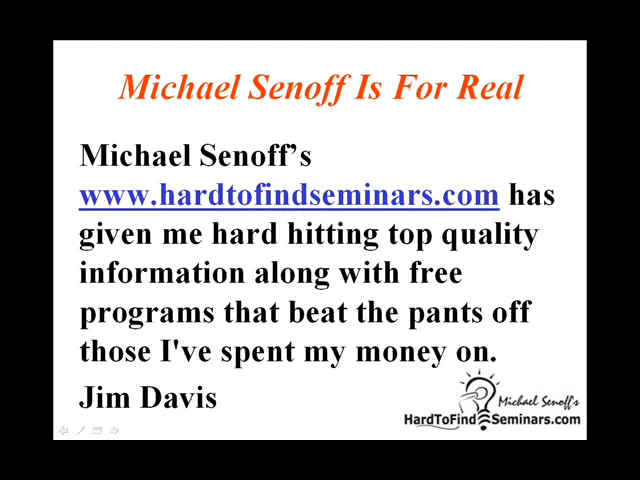 Michael Senoff Is For Real
Michael Senoff’s
www.hardtofindseminars.com has
given me hard hitting top quality
information along with free
programs that beat the pants off
those I've spent my money on.
Jim Davis
Michael Senoff's
HardToFindSeminars.com